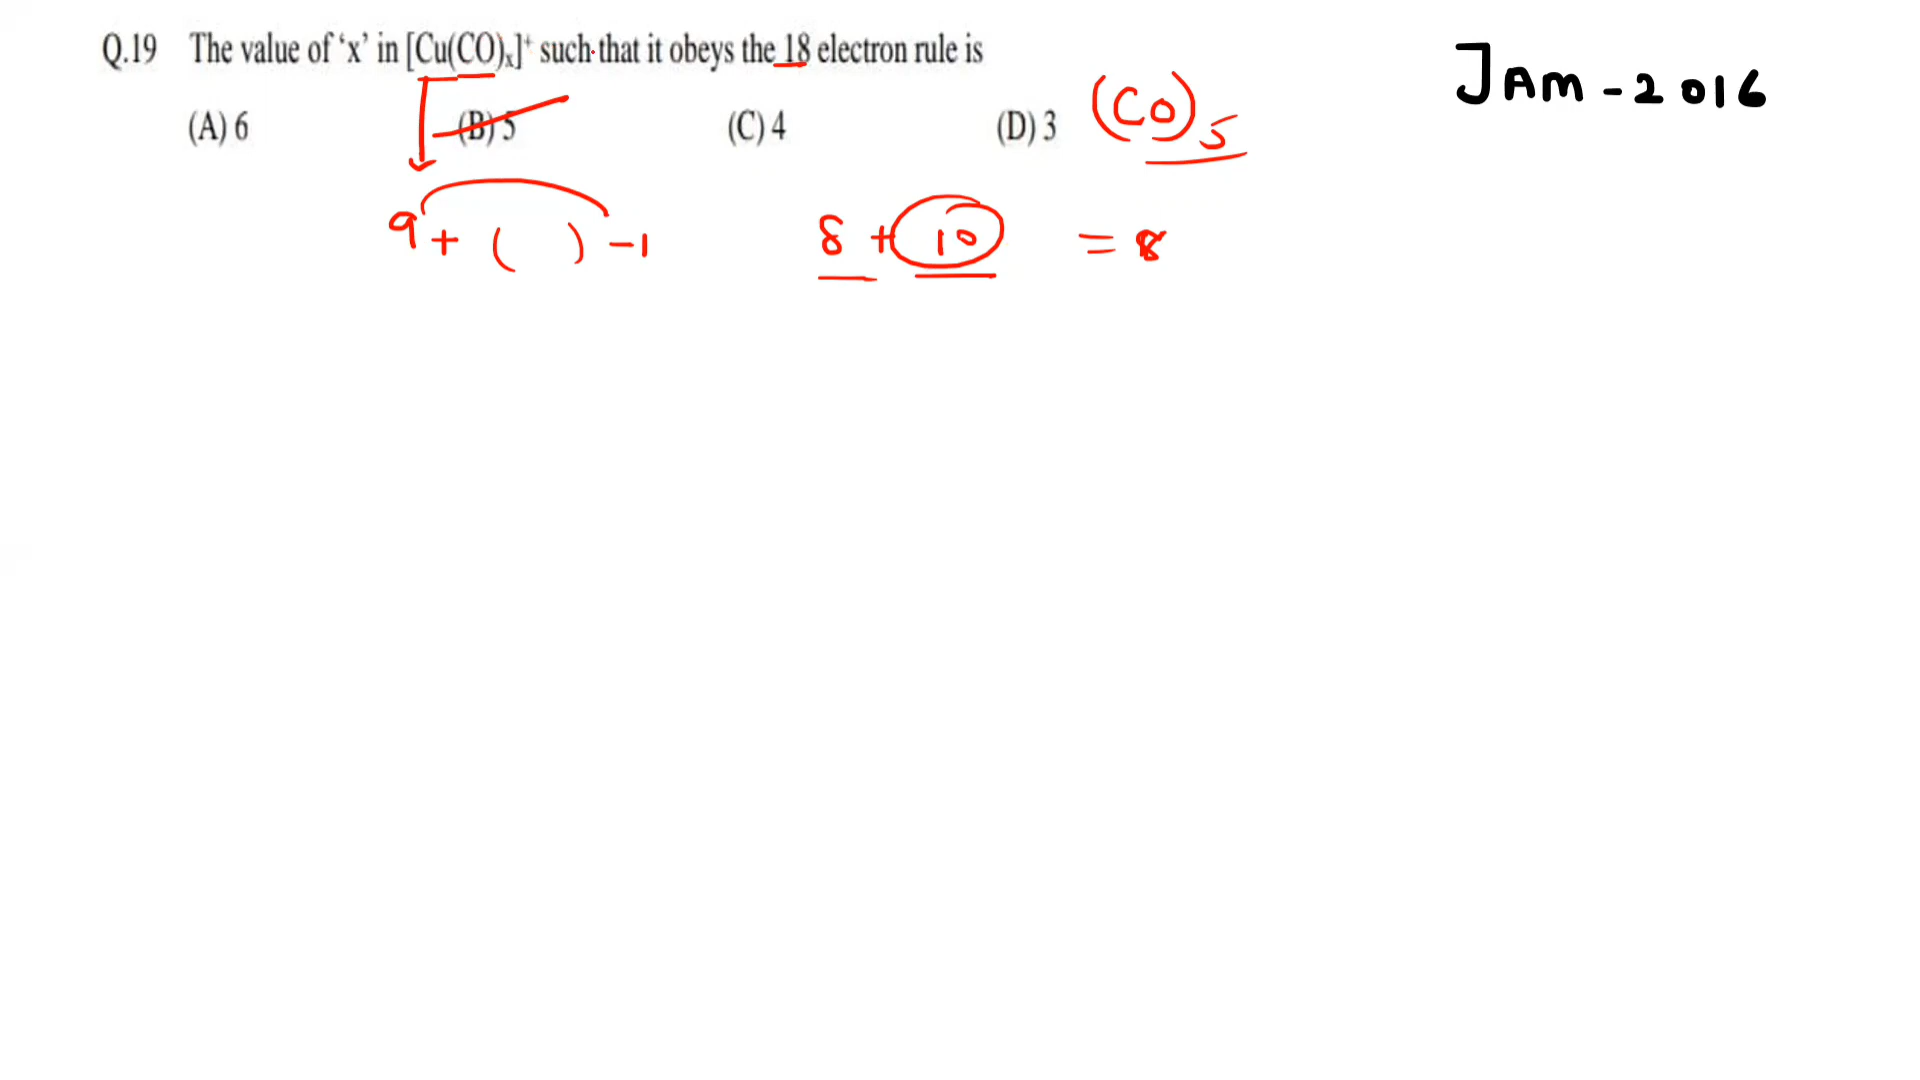 Q.19 The value of ‘x’ in [Cu(CO)ₓ]⁺ such that it obeys the 18 electron rule is
JAM-2016
(A) 6 (B) 5 (C) 4 (D) 3 (CO)₅
9 + ( ) -1 8 + 10 = 8